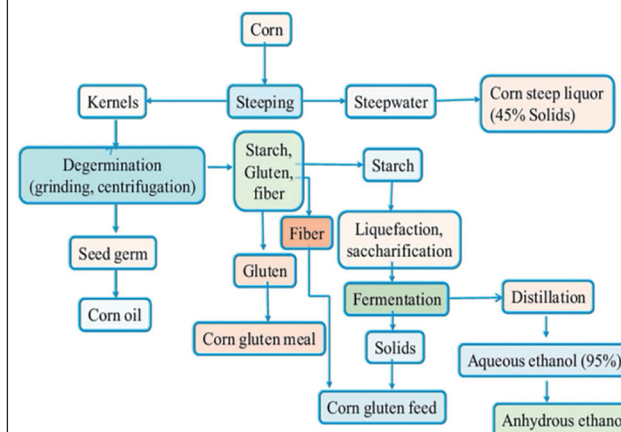 Corn
Kernels
Steeping
Steepwater
Corn steep liquor
(45% Solids)
Degermination
(grinding, centrifugation)
Starch,
Gluten,
fiber
Starch
Seed germ
Fiber
Liquefaction,
saccharification
Gluten
Corn oil
Fermentation
Distillation
Corn gluten meal
Solids
Aqueous ethanol (95%)
Corn gluten feed
Anhydrous ethano